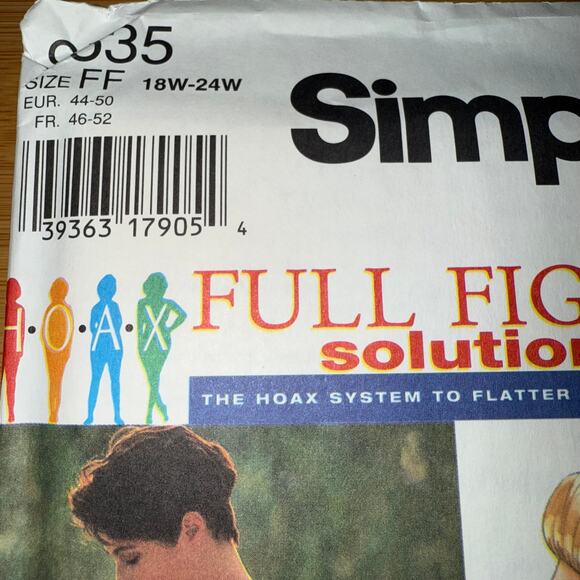 8835
SIZE FF 18W-24W
EUR. 44-50
FR. 46-52
Simp
39363 17905 4
H·O·A·X
FULL FIG
solution
THE HOAX SYSTEM TO FLATTER